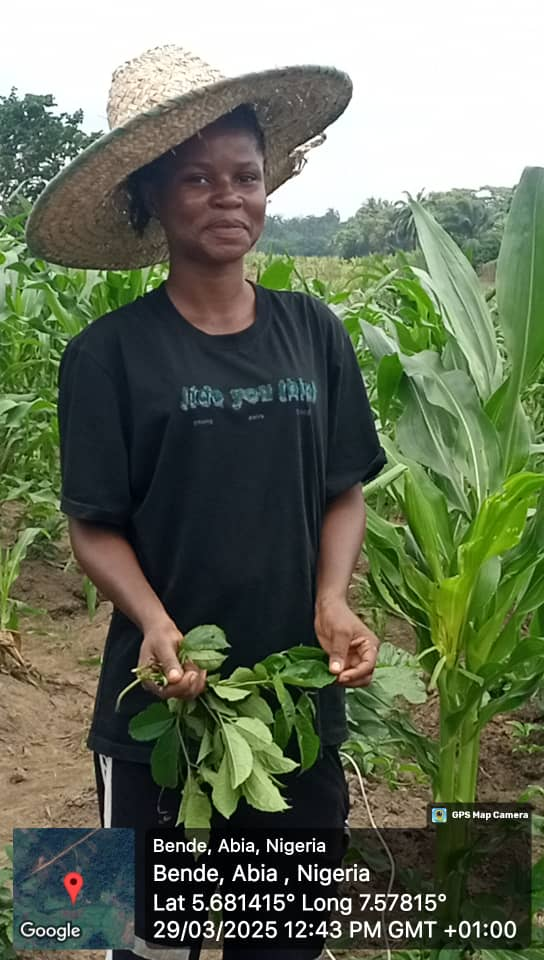 GPS Map Camera
Bende, Abia, Nigeria
Bende, Abia , Nigeria
Lat 5.681415° Long 7.57815°
29/03/2025 12:43 PM GMT +01:00
Google